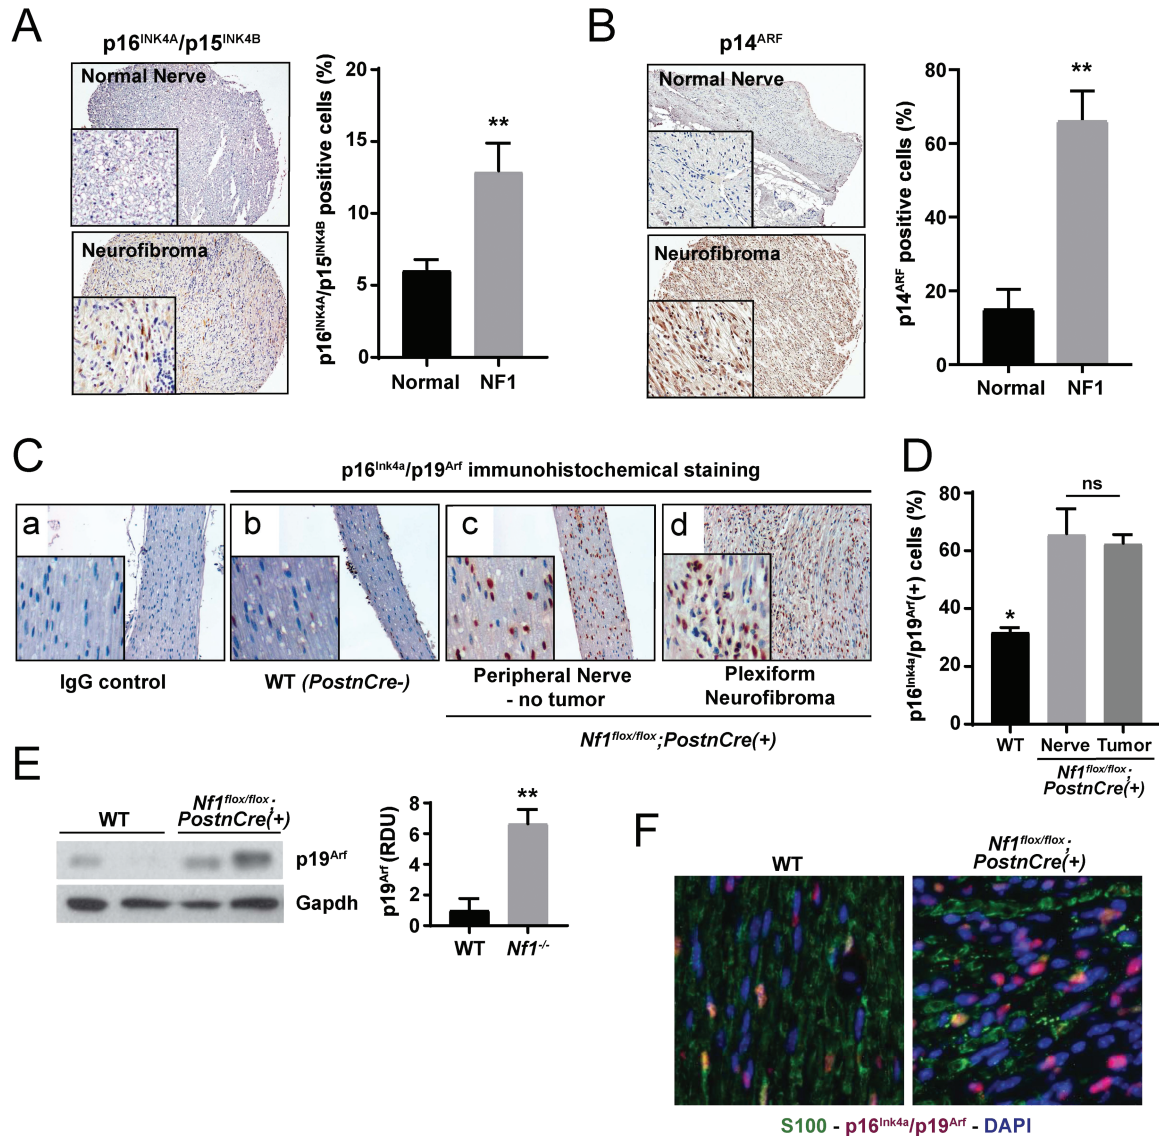 A
p16INK4A/p15INK4B
Normal Nerve
Neurofibroma
p16INK4A/p15INK4B positive cells (%)
20
15
10
5
0
**
Normal NF1
B
p14ARF
Normal Nerve
Neurofibroma
p14ARF positive cells (%)
80
60
40
20
0
**
Normal NF1
C
p16Ink4a/p19Arf immunohistochemical staining
a b c d
IgG control
WT (PostnCre-)
Peripheral Nerve
- no tumor
Plexiform
Neurofibroma
Nf1flox/flox;PostnCre(+)
D
p16Ink4a/p19Arf(+) cells (%)
80
60
40
20
0
*
ns
WT Nerve Tumor
Nf1flox/flox;
PostnCre(+)
E
WT
Nf1flox/flox;
PostnCre(+)
p19Arf
Gapdh
p19Arf (RDU)
8
6
4
2
0
**
WT Nf1-/-
F
WT
Nf1flox/flox;
PostnCre(+)
S100 - p16Ink4a/p19Arf - DAPI